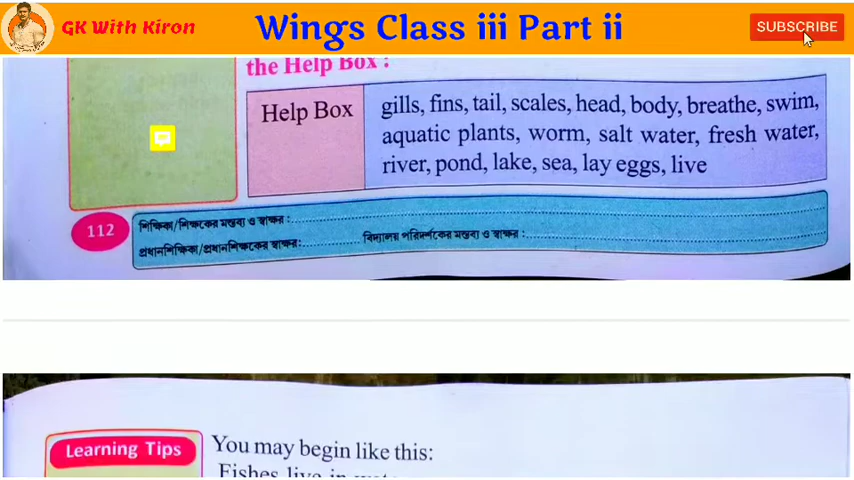 GK With Kiron
Wings Class iii Part ii
SUBSCRIBE
the Help Box :
Help Box
gills, fins, tail, scales, head, body, breathe, swim,
aquatic plants, worm, salt water, fresh water,
river, pond, lake, sea, lay eggs, live
112
শিক্ষিকা/শিক্ষকের মন্তব্য ও স্বাক্ষর :
প্রধানশিক্ষিকা/প্রধানশিক্ষকের স্বাক্ষর:
বিদ্যালয় পরিদর্শকের মন্তব্য ও স্বাক্ষর :
Learning Tips
You may begin like this:
Fishes live in